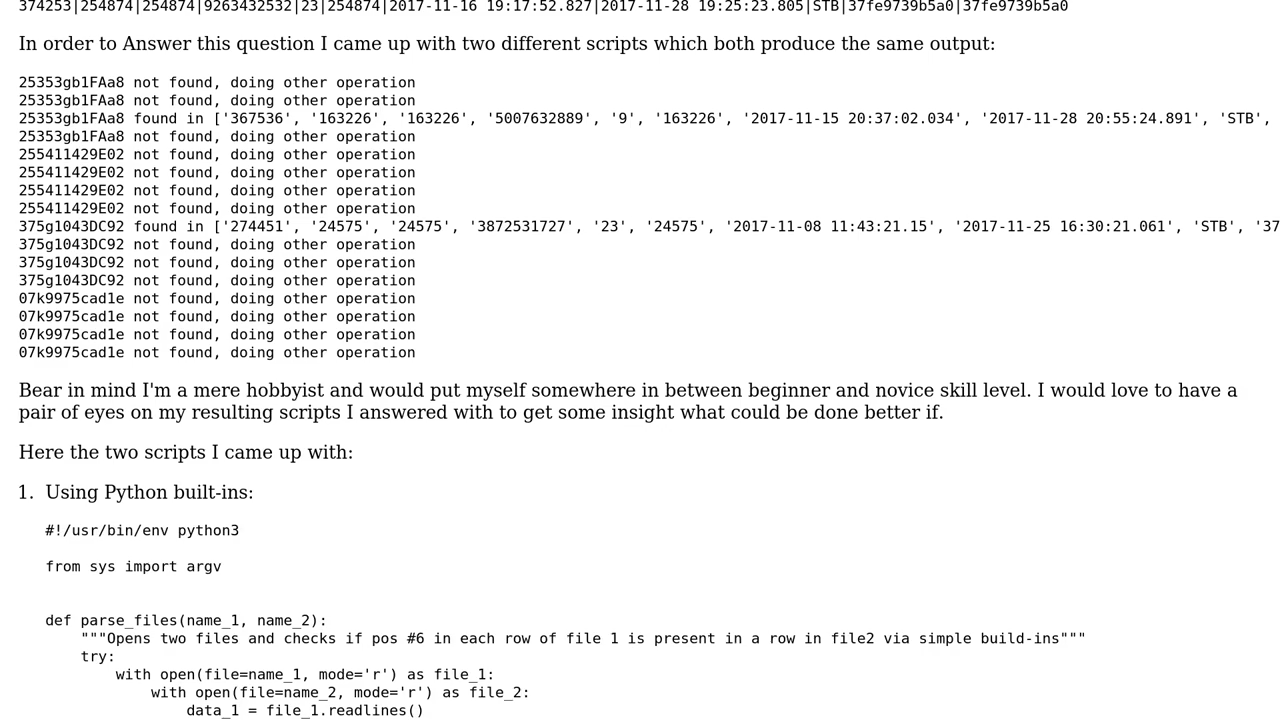 374253|254874|254874|9263432532|23|254874|2017-11-16 19:17:52.827|2017-11-28 19:25:23.805|STB|37fe9739b5a0|37fe9739b5a0
In order to Answer this question I came up with two different scripts which both produce the same output:
25353gb1FAa8 not found, doing other operation
25353gb1FAa8 not found, doing other operation
25353gb1FAa8 found in ['367536', '163226', '163226', '5007632889', '9', '163226', '2017-11-15 20:37:02.034', '2017-11-28 20:55:24.891', 'STB',
25353gb1FAa8 not found, doing other operation
255411429E02 not found, doing other operation
255411429E02 not found, doing other operation
255411429E02 not found, doing other operation
255411429E02 not found, doing other operation
375g1043DC92 found in ['274451', '24575', '24575', '3872531727', '23', '24575', '2017-11-08 11:43:21.15', '2017-11-25 16:30:21.061', 'STB', '37
375g1043DC92 not found, doing other operation
375g1043DC92 not found, doing other operation
375g1043DC92 not found, doing other operation
07k9975cad1e not found, doing other operation
07k9975cad1e not found, doing other operation
07k9975cad1e not found, doing other operation
07k9975cad1e not found, doing other operation
Bear in mind I'm a mere hobbyist and would put myself somewhere in between beginner and novice skill level. I would love to have a
pair of eyes on my resulting scripts I answered with to get some insight what could be done better if.
Here the two scripts I came up with:
1. Using Python built-ins:
#!/usr/bin/env python3
from sys import argv
def parse_files(name_1, name_2):
"""Opens two files and checks if pos #6 in each row of file 1 is present in a row in file2 via simple build-ins"""
try:
with open(file=name_1, mode='r') as file_1:
with open(file=name_2, mode='r') as file_2:
data_1 = file_1.readlines()